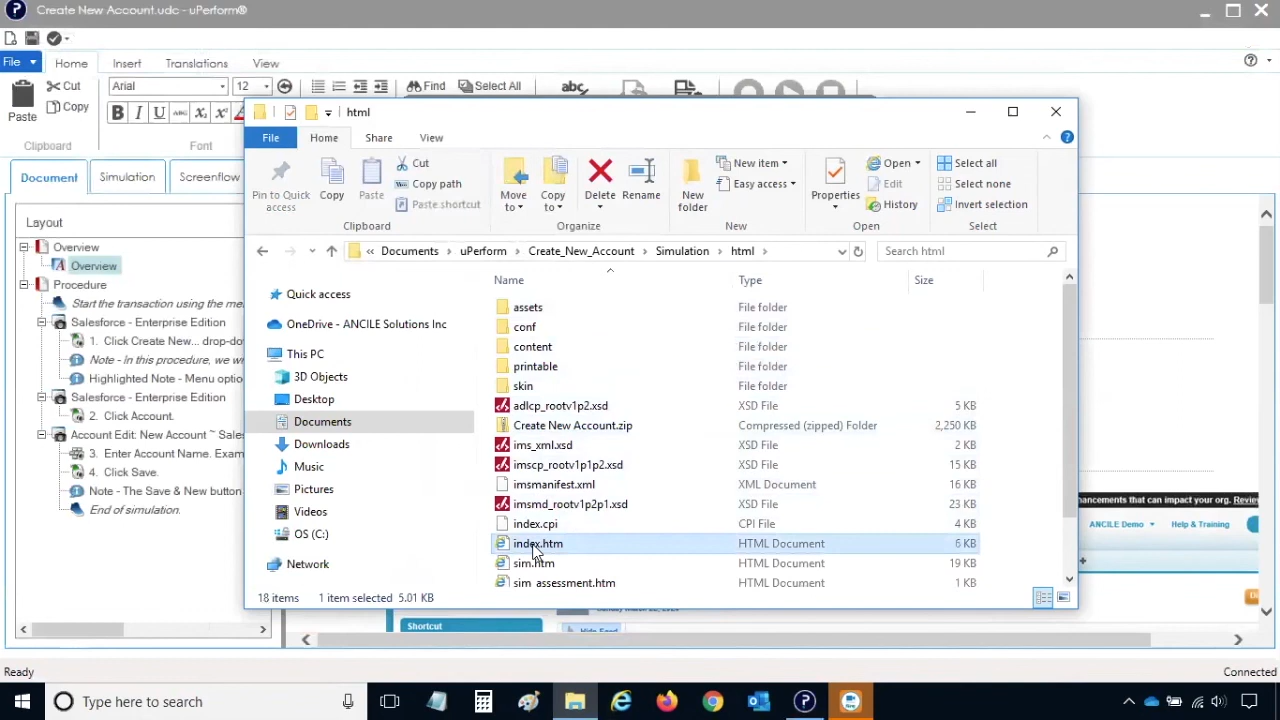 Create New Account.udc - uPerform®
File
Home
Insert
Translations
View
Paste
Cut
Copy
Clipboard
Arial
12
B I U ABC X₂ X² A
Font
Find
Select All
abc
Document
Simulation
Screenflow
Layout
Overview
Overview
Procedure
Start the transaction using the me
Salesforce - Enterprise Edition
1. Click Create New... drop-do
Note - In this procedure, we wi
Highlighted Note - Menu optio
Salesforce - Enterprise Edition
2. Click Account.
Account Edit: New Account ~ Sales
3. Enter Account Name. Exam
4. Click Save.
Note - The Save & New button
End of simulation.
html
File
Home
Share
View
Pin to Quick access
Copy
Paste
Cut
Copy path
Paste shortcut
Clipboard
Move to
Copy to
Delete
Rename
Organize
New folder
New item
Easy access
New
Properties
Open
Edit
History
Open
Select all
Select none
Invert selection
Select
« Documents > uPerform > Create_New_Account > Simulation > html >
Search html
Quick access
OneDrive - ANCILE Solutions Inc
This PC
3D Objects
Desktop
Documents
Downloads
Music
Pictures
Videos
OS (C:)
Network
Name Type Size
assets File folder
conf File folder
content File folder
printable File folder
skin File folder
adlcp_rootv1p2.xsd XSD File 5 KB
Create New Account.zip Compressed (zipped) Folder 2,250 KB
ims_xml.xsd XSD File 2 KB
imscp_rootv1p1p2.xsd XSD File 15 KB
imsmanifest.xml XML Document 16 KB
imsmd_rootv1p2p1.xsd XSD File 23 KB
index.cpi CPI File 4 KB
index.htm HTML Document 6 KB
sim.htm HTML Document 19 KB
sim_assessment.htm HTML Document 1 KB
18 items 1 item selected 5.01 KB
ancements that can impact your org. Review
ANCILE Demo
Help & Training
Shortcut
Hide Feed
Ready
Connected
Type here to search